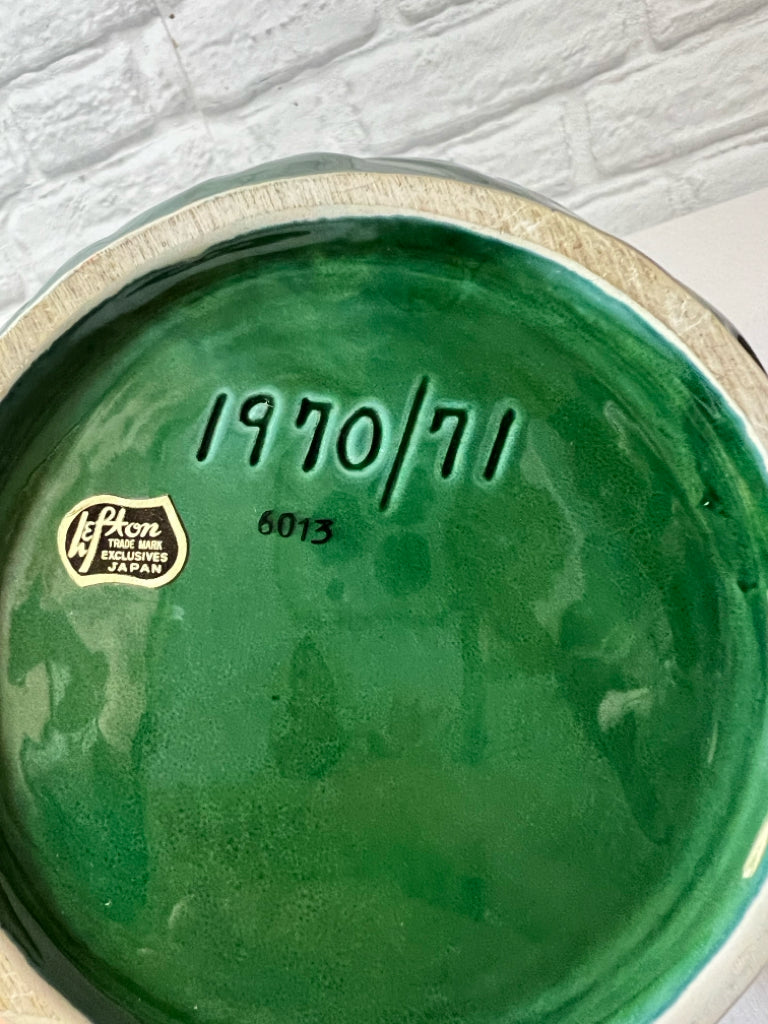 1970/71
6013
Lefton
TRADE MARK
EXCLUSIVES
JAPAN